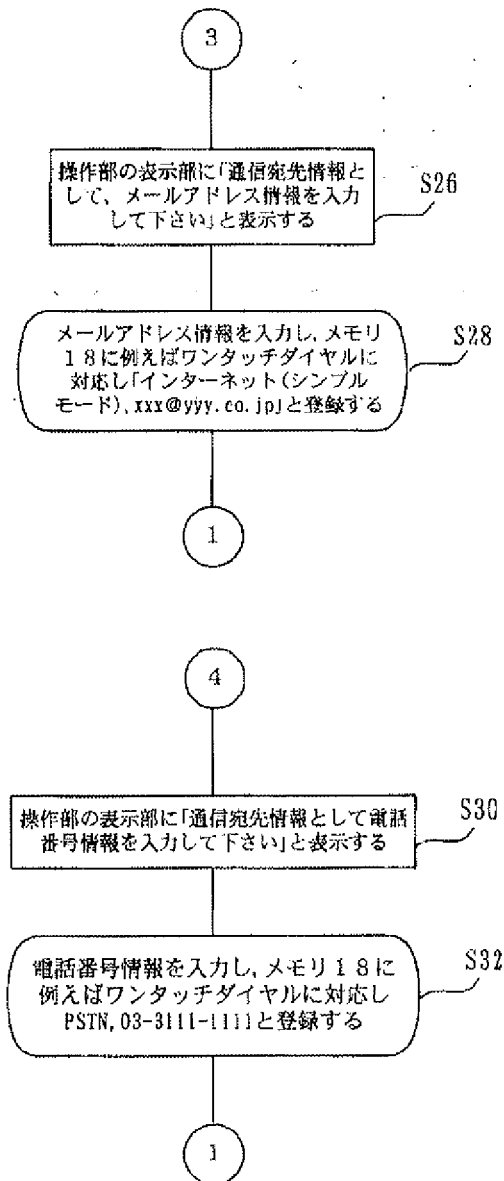 3
操作部の表示部に「通信宛先情報と
して、メールアドレス情報を入力
して下さい」と表示する
S26
メールアドレス情報を入力し, メモリ
18に例えばワンタッチダイヤルに
対応し「インターネット(シンプル
モード), xxx@yyy.co.jp」と登録する
S28
1
4
操作部の表示部に「通信宛先情報として電話
番号情報を入力して下さい」と表示する
S30
電話番号情報を入力し, メモリ18に
例えばワンタッチダイヤルに対応し
PSTN, 03-3111-1111と登録する
S32
1